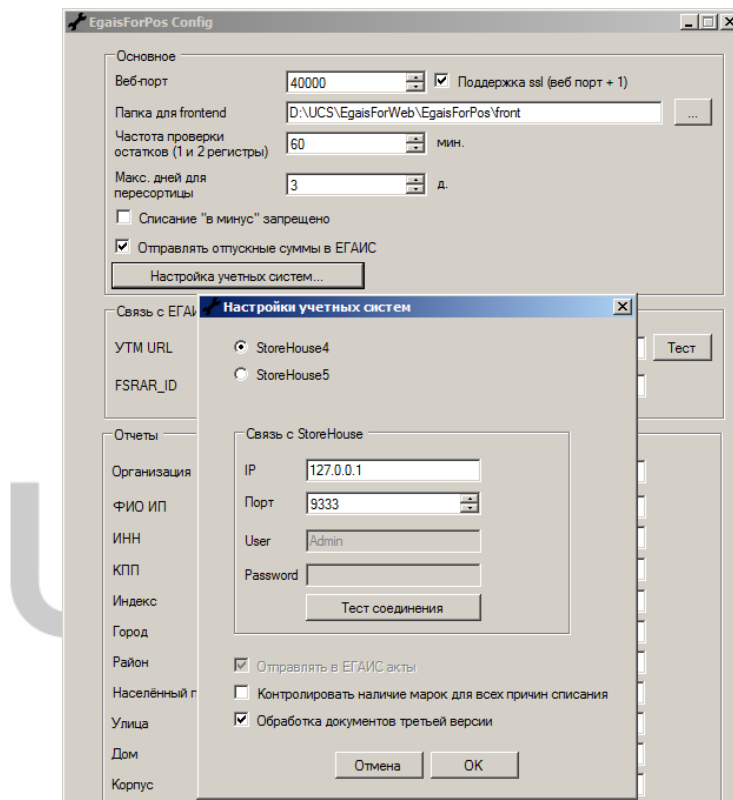 EgaisForPos Config
Основное
Веб-порт
40000
Поддержка ssl (веб порт + 1)
Папка для frontend
D:\UCS\EgaisForWeb\EgaisForPos\front
...
Частота проверки
остатков (1 и 2 регистры)
60
мин.
Макс. дней для
пересортицы
3
д.
Списание "в минус" запрещено
Отправлять отпускные суммы в ЕГАИС
Настройка учетных систем...
Связь с ЕГАИ
УТМ URL
Тест
FSRAR_ID
Отчеты
Организация
ФИО ИП
ИНН
КПП
Индекс
Город
Район
Населённый п
Улица
Дом
Корпус
Настройки учетных систем
StoreHouse4
StoreHouse5
Связь с StoreHouse
IP
127.0.0.1
Порт
9333
User
Admin
Password
Тест соединения
Отправлять в ЕГАИС акты
Контролировать наличие марок для всех причин списания
Обработка документов третьей версии
Отмена
OK